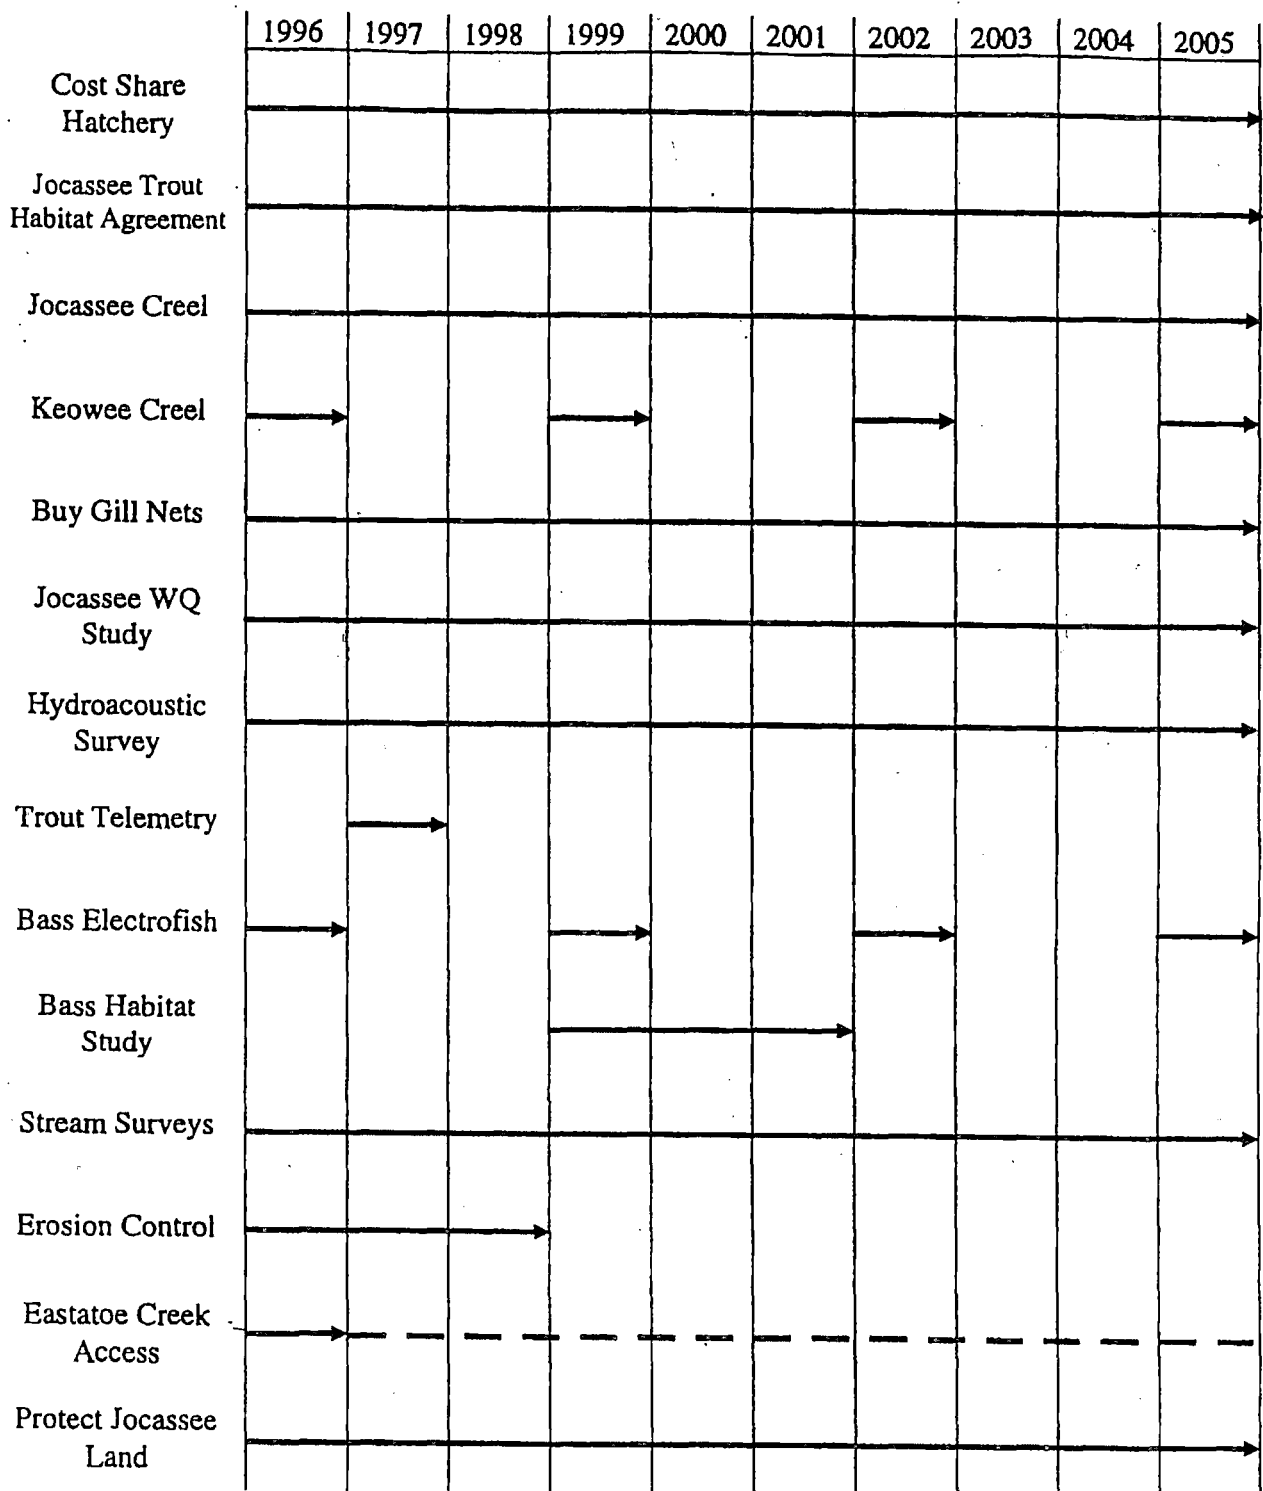 1996 1997 1998 1999 2000 2001 2002 2003 2004 2005
Cost Share
Hatchery
Jocassee Trout
Habitat Agreement
Jocassee Creel
Keowee Creel
Buy Gill Nets
Jocassee WQ
Study
Hydroacoustic
Survey
Trout Telemetry
Bass Electrofish
Bass Habitat
Study
Stream Surveys
Erosion Control
Eastatoe Creek
Access
Protect Jocassee
Land